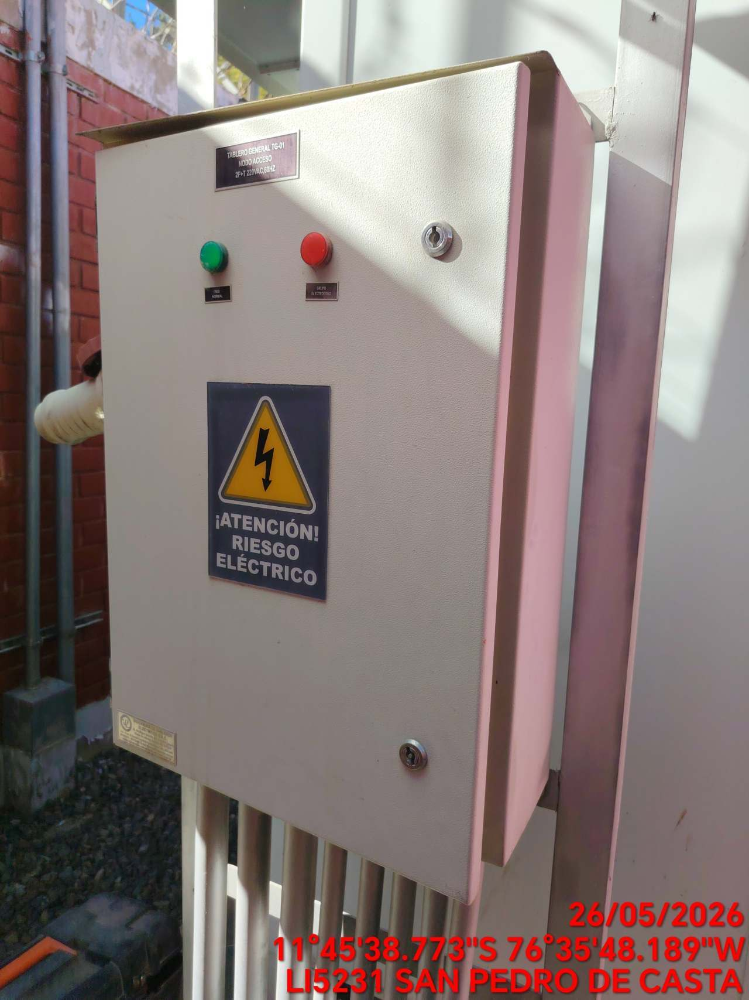 TABLERO GENERAL TG-01
NODO ACCESO
2F+T 220VAC,60HZ
RED
NORMAL
GRUPO
ELECTROGENO
¡ATENCIÓN!
RIESGO
ELÉCTRICO
26/05/2026
11°45'38.773"S 76°35'48.189"W
LI5231 SAN PEDRO DE CASTA